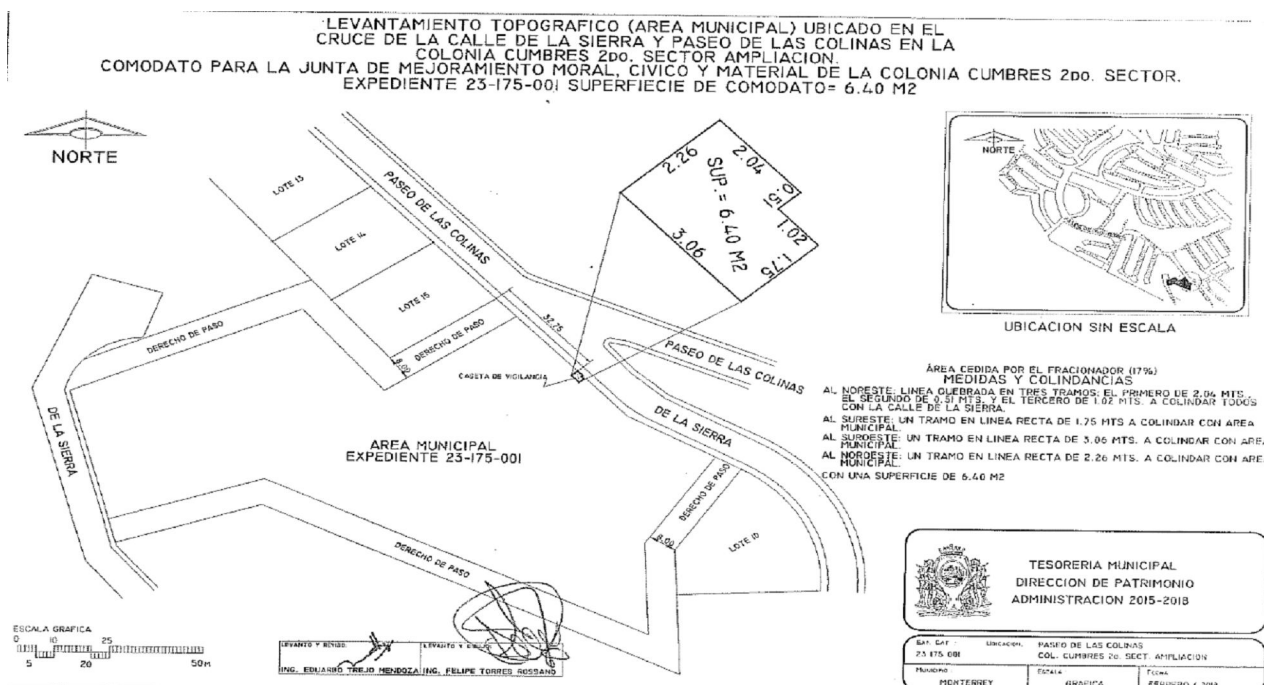 LEVANTAMIENTO TOPOGRAFICO (AREA MUNICIPAL) UBICADO EN EL
CRUCE DE LA CALLE DE LA SIERRA Y PASEO DE LAS COLINAS EN LA
COLONIA CUMBRES 2DO. SECTOR AMPLIACION.
COMODATO PARA LA JUNTA DE MEJORAMIENTO MORAL, CIVICO Y MATERIAL DE LA COLONIA CUMBRES 2DO. SECTOR.
EXPEDIENTE 23-175-001 SUPERFIECIE DE COMODATO= 6.40 M2
NORTE
LOTE 13
LOTE 14
LOTE 15
PASEO DE LAS COLINAS
2.26
2.04
0.51
1.02
1.75
3.06
SUP.= 6.40 M2
NORTE
UBICACION SIN ESCALA
DERECHO DE PASO
DERECHO DE PASO
8.00
32.75
CASETA DE VIGILANCIA
PASEO DE LAS COLINAS
DE LA SIERRA
DE LA SIERRA
AREA MUNICIPAL
EXPEDIENTE 23-175-001
DERECHO DE PASO
8.00
LOTE 10
DERECHO DE PASO
ÁREA CEDIDA POR EL FRACIONADOR (17%)
MEDIDAS Y COLINDANCIAS
AL NORESTE: LINEA QUEBRADA EN TRES TRAMOS: EL PRIMERO DE 2.04 MTS.
EL SEGUNDO DE 0.51 MTS. Y EL TERCERO DE 1.02 MTS. A COLINDAR TODOS
CON LA CALLE DE LA SIERRA.
AL SURESTE: UN TRAMO EN LINEA RECTA DE 1.75 MTS A COLINDAR CON AREA
MUNICIPAL.
AL SUROESTE: UN TRAMO EN LINEA RECTA DE 3.06 MTS. A COLINDAR CON ARE
MUNICIPAL.
AL NOROESTE: UN TRAMO EN LINEA RECTA DE 2.26 MTS. A COLINDAR CON ARE
MUNICIPAL.
CON UNA SUPERFICIE DE 6.40 M2
TESORERIA MUNICIPAL
DIRECCION DE PATRIMONIO
ADMINISTRACION 2015-2018
EXP. CAT.:
23 175 001
UBICACION:
PASEO DE LAS COLINAS
COL. CUMBRES 2o. SECT. AMPLIACION
MUNICIPIO
MONTERREY
ESCALA
GRAFICA
FECHA
ESCALA GRAFICA
0 10 25
5 20 50M
LEVANTO Y REVISO:
LEVANTO Y
ING. EDUARDO TREJO MENDOZA
ING. FELIPE TORRES ROSSANO